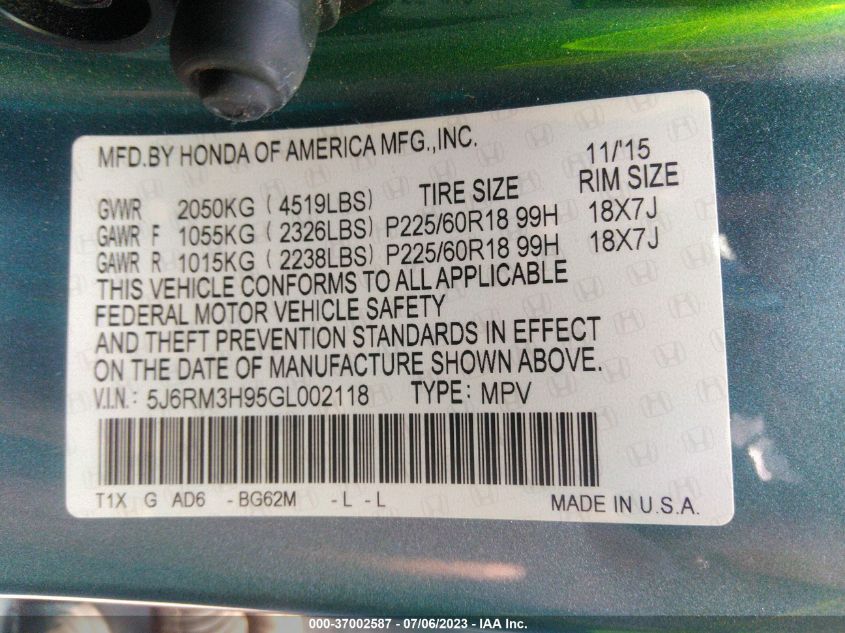 MFD.BY HONDA OF AMERICA MFG.,INC. 11/'15
TIRE SIZE RIM SIZE
GVWR 2050KG (4519LBS)
GAWR F 1055KG (2326LBS) P225/60R18 99H 18X7J
GAWR R 1015KG (2238LBS) P225/60R18 99H 18X7J
THIS VEHICLE CONFORMS TO ALL APPLICABLE
FEDERAL MOTOR VEHICLE SAFETY
AND THEFT PREVENTION STANDARDS IN EFFECT
ON THE DATE OF MANUFACTURE SHOWN ABOVE.
V.I.N.: 5J6RM3H95GL002118 TYPE: MPV
T1X G AD6 -BG62M -L -L MADE IN U.S.A.
000-37002587 - 07/06/2023 - IAA Inc.